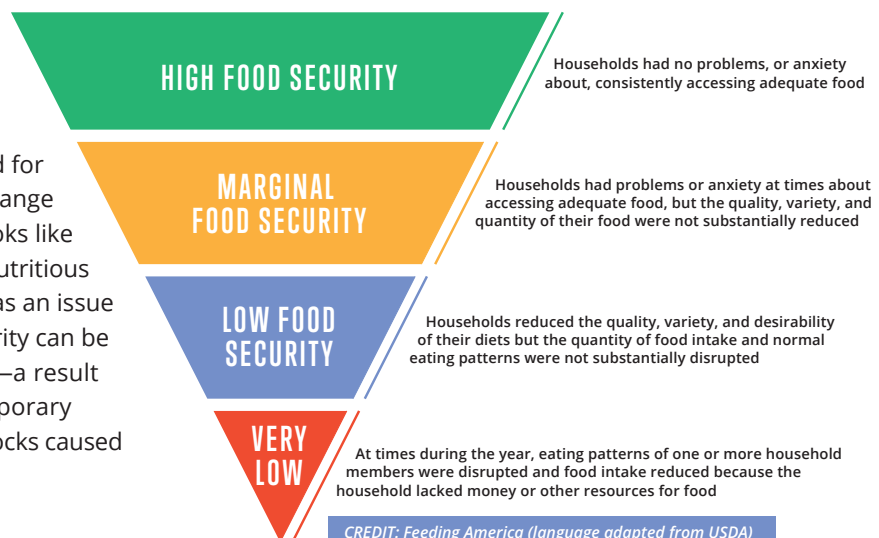 HIGH FOOD SECURITY
Households had no problems, or anxiety
about, consistently accessing adequate food
MARGINAL
FOOD SECURITY
Households had problems or anxiety at times about
accessing adequate food, but the quality, variety, and
quantity of their food were not substantially reduced
LOW FOOD
SECURITY
Households reduced the quality, variety, and desirability
of their diets but the quantity of food intake and normal
eating patterns were not substantially disrupted
VERY
LOW
At times during the year, eating patterns of one or more household
members were disrupted and food intake reduced because the
household lacked money or other resources for food
CREDIT: Feeding America (language adapted from USDA)
for
like
as an issue
can be
a result
caused